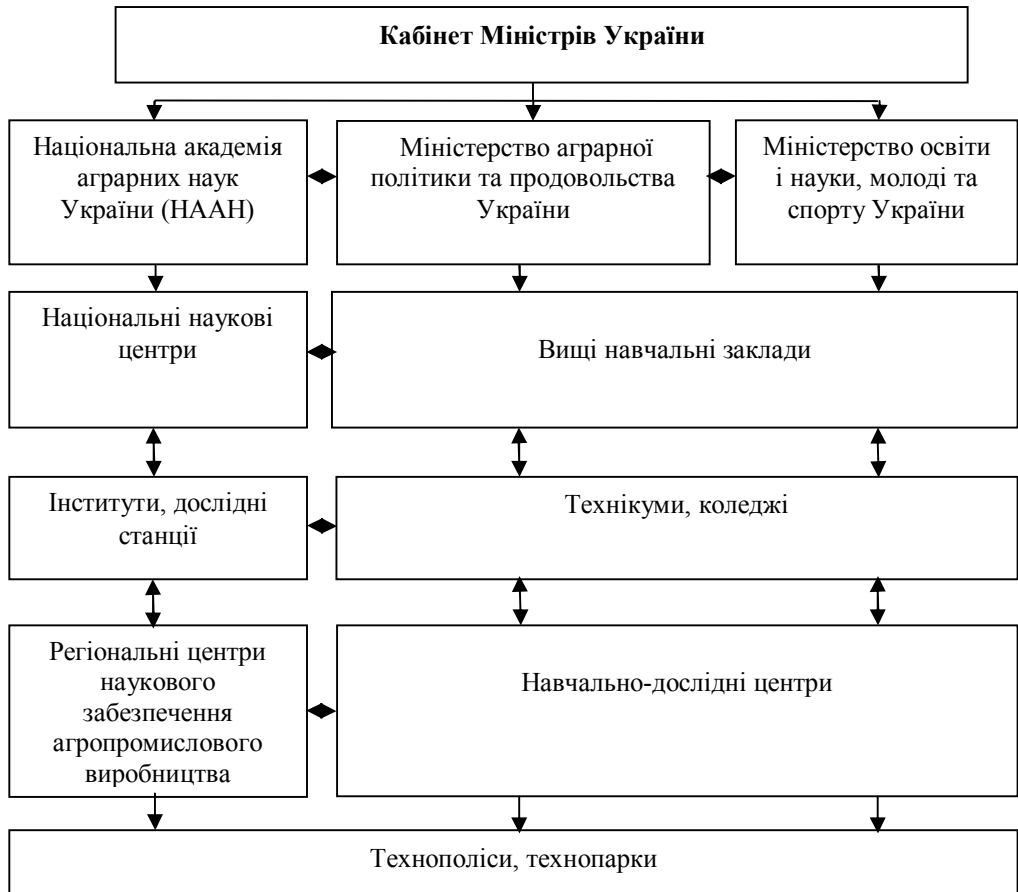 Кабінет Міністрів України
Національна академія
аграрних наук
України (НААН)
Міністерство аграрної
політики та продовольства
України
Міністерство освіти
і науки, молоді та
спорту України
Національні наукові
центри
Вищі навчальні заклади
Інститути, дослідні
станції
Технікуми, коледжі
Регіональні центри
наукового
забезпечення
агропромислового
виробництва
Навчально-дослідні центри
Технополіси, технопарки